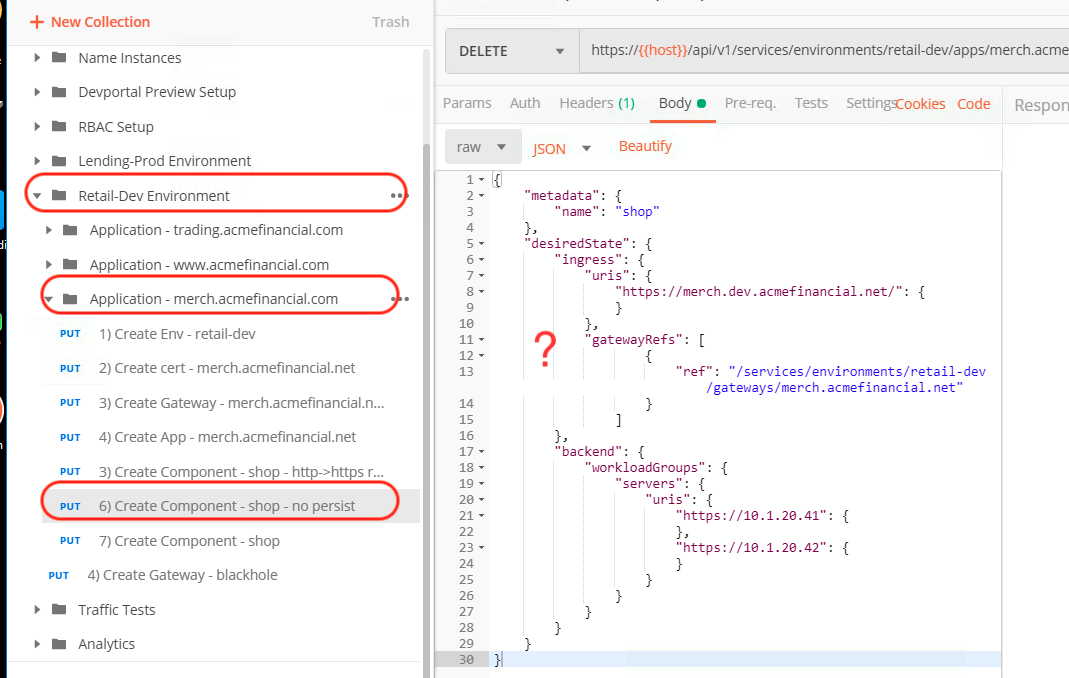 + New Collection
Trash
Name Instances
Devportal Preview Setup
RBAC Setup
Lending-Prod Environment
Retail-Dev Environment
Application - trading.acmefinancial.com
Application - www.acmefinancial.com
Application - merch.acmefinancial.com
PUT 1) Create Env - retail-dev
PUT 2) Create cert - merch.acmefinancial.net
PUT 3) Create Gateway - merch.acmefinancial.n...
PUT 4) Create App - merch.acmefinancial.net
PUT 3) Create Component - shop - http->https r...
PUT 6) Create Component - shop - no persist
PUT 7) Create Component - shop
PUT 4) Create Gateway - blackhole
Traffic Tests
Analytics
DELETE https://{{host}}/api/v1/services/environments/retail-dev/apps/merch.acme
Params Auth Headers (1) Body Pre-req. Tests Settings Cookies Code
Respon
raw JSON Beautify
1 {
2 "metadata": {
3 "name": "shop"
4 },
5 "desiredState": {
6 "ingress": {
7 "uris": {
8 "https://merch.dev.acmefinancial.net/": {
9 }
10 },
11 "gatewayRefs": [
?
12 {
13 "ref": "/services/environments/retail-dev
/gateways/merch.acmefinancial.net"
14 }
15 ]
16 },
17 "backend": {
18 "workloadGroups": {
19 "servers": {
20 "uris": {
21 "https://10.1.20.41": {
22 },
23 "https://10.1.20.42": {
24 }
25 }
26 }
27 }
28 }
29 }
30 }